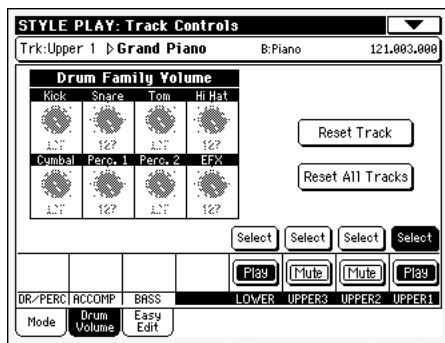 STYLE PLAY: Track Controls
Trk:Upper 1 Grand Piano B:Piano 121.003.000
Drum Family Volume
Kick Snare Tom Hi Hat
127 127 127 127
Cymbal Perc. 1 Perc. 2 EFX
127 127 127 127
Reset Track
Reset All Tracks
Select Select Select Select
Play Mute Mute Play
DR/PERC ACCOMP BASS LOWER UPPER3 UPPER2 UPPER1
Mode Drum Volume Easy Edit